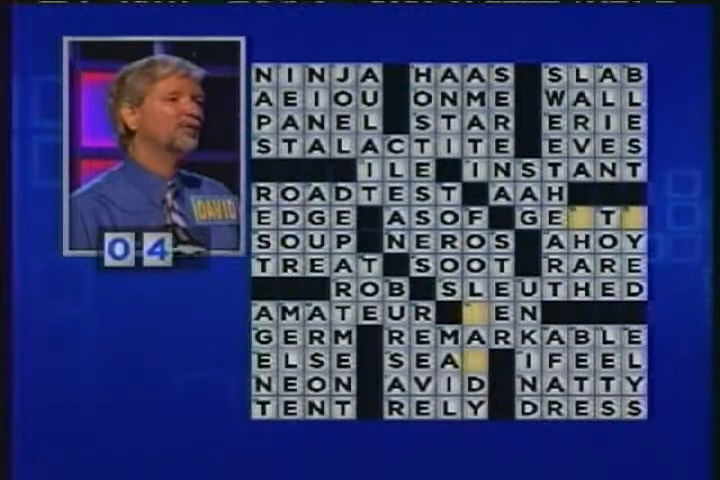 DAVID
04
NINJA HAAS SLAB
AEIOU ONME WALL
PANEL STAR ERIE
STALACTITE EVES
ILE INSTANT
ROADTEST AAH
EDGE ASOF GE T
SOUP NEROS AHOY
TREAT SOOT RARE
ROB SLEUTHED
AMATEUR EN
GERM REMARKABLE
ELSE SEA IFEEL
NEON AVID NATTY
TENT RELY DRESS